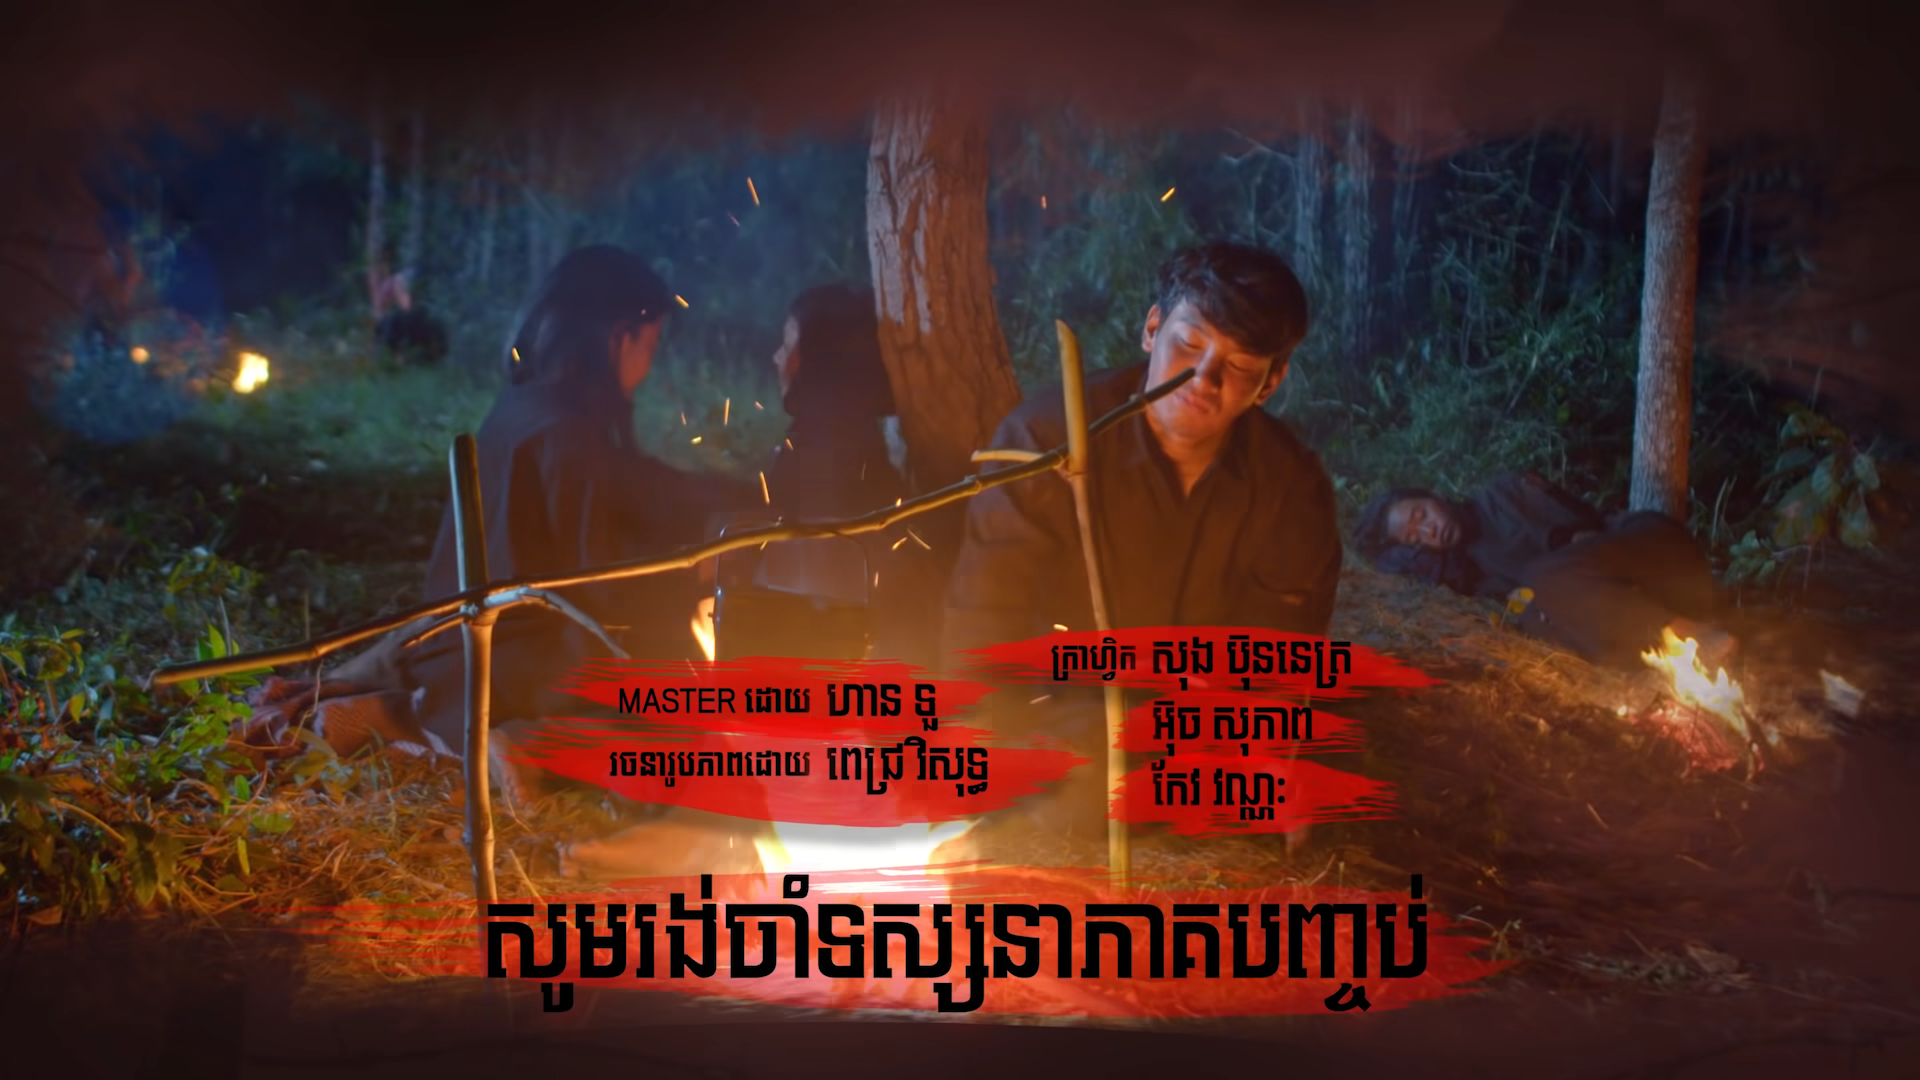 MASTER ដោយ ហាន ទួ
រចនារូបភាពដោយ ពេជ្រ វិសុទ្ធ
ក្រាហ្វិក សុង ប៊ុននេត្រ
អ៊ុច សុភាព
កែវ វណ្ណៈ
សូមរង់ចាំទស្សនាភាគបញ្ចប់